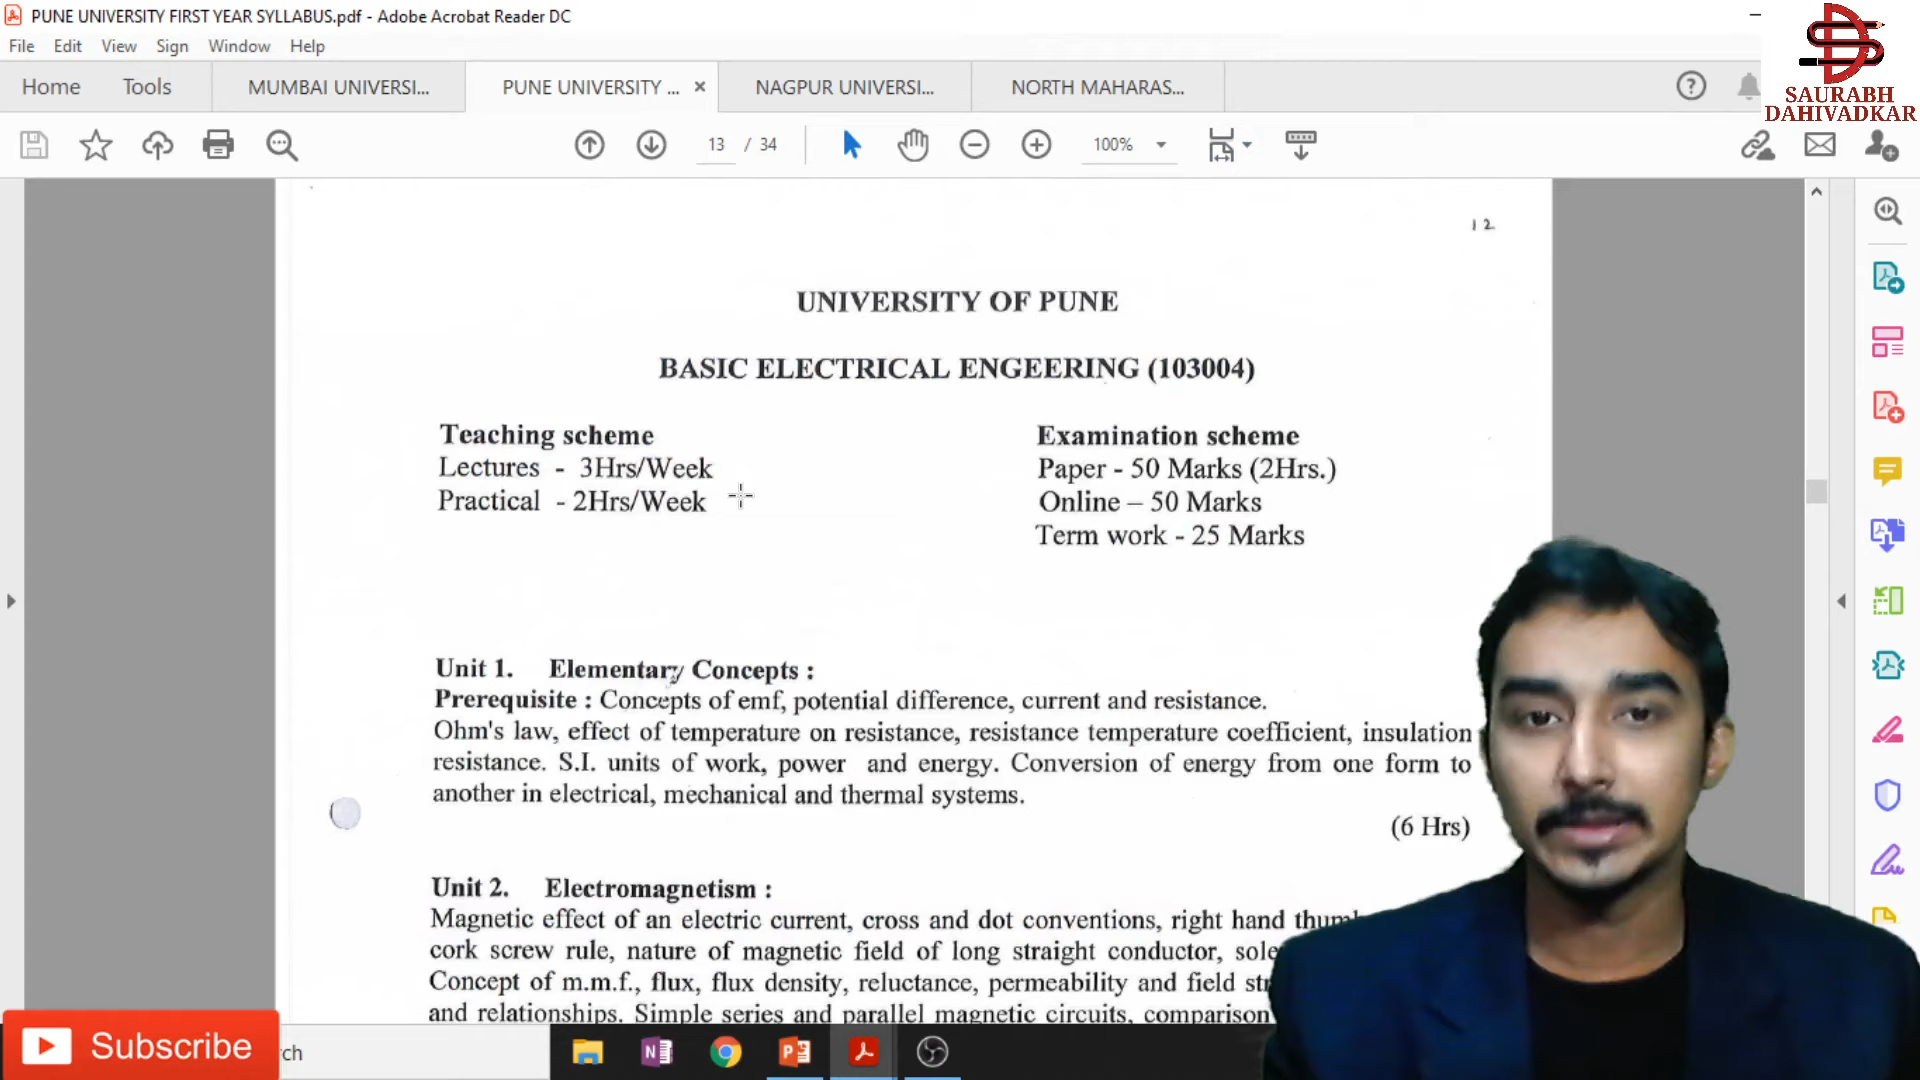 PUNE UNIVERSITY FIRST YEAR SYLLABUS.pdf - Adobe Acrobat Reader DC
File Edit View Sign Window Help
Home Tools MUMBAI UNIVERSI... PUNE UNIVERSITY ... NAGPUR UNIVERSI... NORTH MAHARAS...
SAURABH
DAHIVADKAR
13 / 34 100%
12
UNIVERSITY OF PUNE
BASIC ELECTRICAL ENGEERING (103004)
Teaching scheme
Lectures - 3Hrs/Week
Practical - 2Hrs/Week
Examination scheme
Paper - 50 Marks (2Hrs.)
Online – 50 Marks
Term work - 25 Marks
Unit 1. Elementary Concepts :
Prerequisite : Concepts of emf, potential difference, current and resistance.
Ohm's law, effect of temperature on resistance, resistance temperature coefficient, insulation
resistance. S.I. units of work, power and energy. Conversion of energy from one form to
another in electrical, mechanical and thermal systems.
(6 Hrs)
Unit 2. Electromagnetism :
Magnetic effect of an electric current, cross and dot conventions, right hand
cork screw rule, nature of magnetic field of long straight conductor,
Concept of m.m.f., flux, flux density, reluctance, permeability and field
and relationships. Simple series and parallel magnetic circuits, comparison
Subscribe